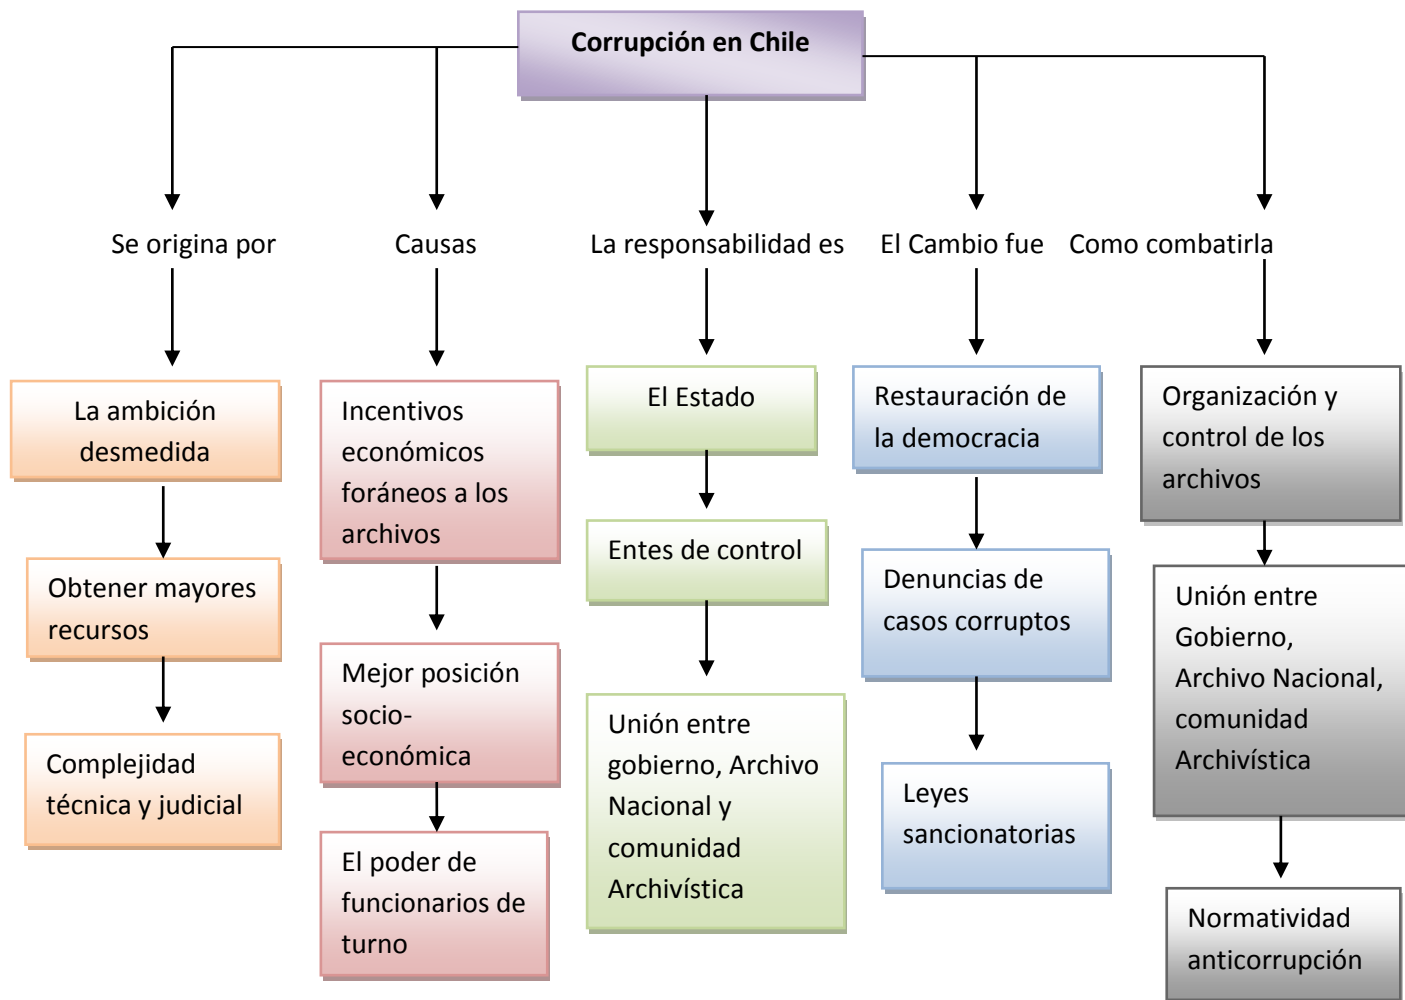 Corrupción en Chile
Se origina por
Causas
La responsabilidad es
El Cambio fue
Como combatirla
La ambición
desmedida
Obtener mayores
recursos
Complejidad
técnica y judicial
Incentivos
económicos
foráneos a los
archivos
Mejor posición
socio-
económica
El poder de
funcionarios de
turno
El Estado
Entes de control
Unión entre
gobierno, Archivo
Nacional y
comunidad
Archivística
Restauración de
la democracia
Denuncias de
casos corruptos
Leyes
sancionatorias
Organización y
control de los
archivos
Unión entre
Gobierno,
Archivo Nacional,
comunidad
Archivística
Normatividad
anticorrupción